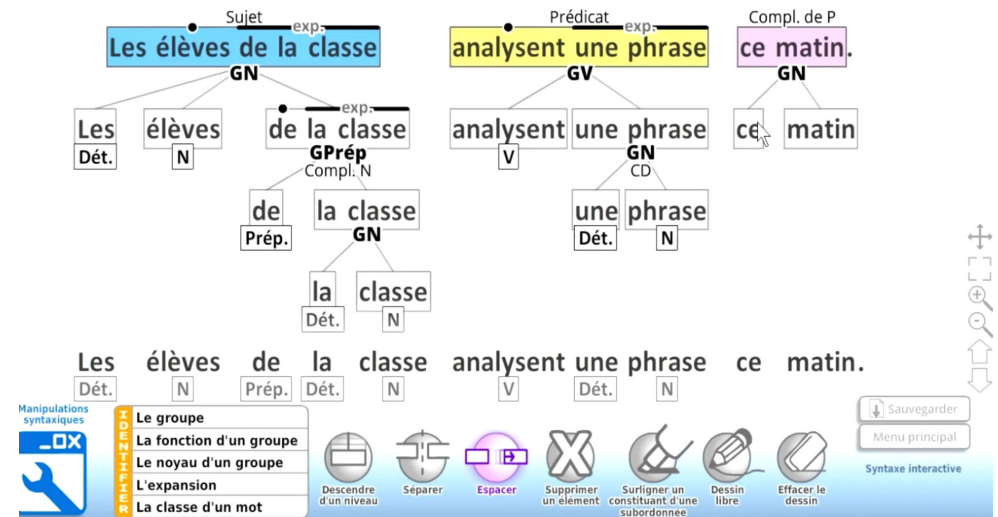 Sujet Prédicat Compl. de P
exp. exp.
Les élèves de la classe analysent une phrase ce matin.
GN GV GN
exp.
Les élèves de la classe analysent une phrase ce matin
Dét. N GPrép V GN
Compl. N CD
de la classe une phrase
Prép. GN Dét. N
la classe
Dét. N
Les élèves de la classe analysent une phrase ce matin.
Dét. N Prép. Dét. N V Dét. N
Manipulations
syntaxiques
IDENTIFIER
Le groupe
La fonction d'un groupe
Le noyau d'un groupe
L'expansion
La classe d'un mot
Descendre
d'un niveau
Séparer
Espacer
Supprimer
un élément
Surligner un
constituant d'une
subordonnée
Dessin
libre
Effacer le
dessin
Sauvegarder
Menu principal
Syntaxe interactive